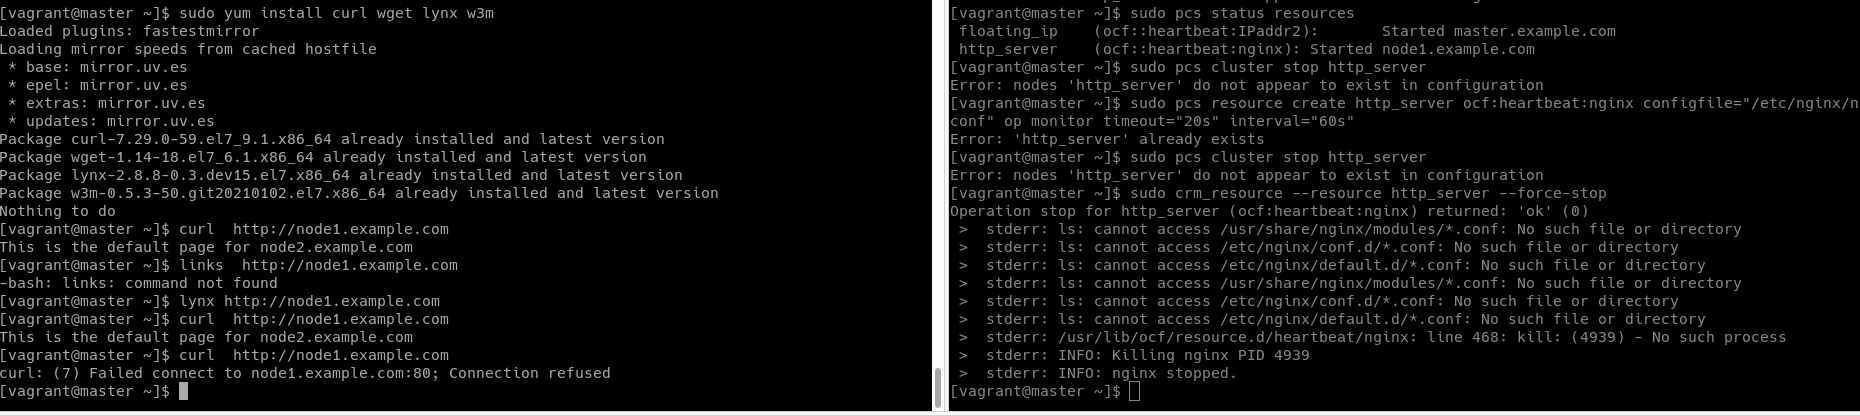 [vagrant@master ~]$ sudo yum install curl wget lynx w3m
Loaded plugins: fastestmirror
Loading mirror speeds from cached hostfile
 * base: mirror.uv.es
 * epel: mirror.uv.es
 * extras: mirror.uv.es
 * updates: mirror.uv.es
Package curl-7.29.0-59.el7_9.1.x86_64 already installed and latest version
Package wget-1.14-18.el7_6.1.x86_64 already installed and latest version
Package lynx-2.8.8-0.3.dev15.el7.x86_64 already installed and latest version
Package w3m-0.5.3-50.git20210102.el7.x86_64 already installed and latest version
Nothing to do
[vagrant@master ~]$ curl  http://node1.example.com
This is the default page for node2.example.com
[vagrant@master ~]$ links  http://node1.example.com
-bash: links: command not found
[vagrant@master ~]$ lynx http://node1.example.com
[vagrant@master ~]$ curl  http://node1.example.com
This is the default page for node2.example.com
[vagrant@master ~]$ curl  http://node1.example.com
curl: (7) Failed connect to node1.example.com:80; Connection refused
[vagrant@master ~]$
[vagrant@master ~]$ sudo pcs status resources
 floating_ip    (ocf::heartbeat:IPaddr2):       Started master.example.com
 http_server    (ocf::heartbeat:nginx): Started node1.example.com
[vagrant@master ~]$ sudo pcs cluster stop http_server
Error: nodes 'http_server' do not appear to exist in configuration
[vagrant@master ~]$ sudo pcs resource create http_server ocf:heartbeat:nginx configfile="/etc/nginx/n
conf" op monitor timeout="20s" interval="60s"
Error: 'http_server' already exists
[vagrant@master ~]$ sudo pcs cluster stop http_server
Error: nodes 'http_server' do not appear to exist in configuration
[vagrant@master ~]$ sudo crm_resource --resource http_server --force-stop
Operation stop for http_server (ocf:heartbeat:nginx) returned: 'ok' (0)
 >  stderr: ls: cannot access /usr/share/nginx/modules/*.conf: No such file or directory
 >  stderr: ls: cannot access /etc/nginx/conf.d/*.conf: No such file or directory
 >  stderr: ls: cannot access /etc/nginx/default.d/*.conf: No such file or directory
 >  stderr: ls: cannot access /usr/share/nginx/modules/*.conf: No such file or directory
 >  stderr: ls: cannot access /etc/nginx/conf.d/*.conf: No such file or directory
 >  stderr: ls: cannot access /etc/nginx/default.d/*.conf: No such file or directory
 >  stderr: /usr/lib/ocf/resource.d/heartbeat/nginx: line 468: kill: (4939) - No such process
 >  stderr: INFO: Killing nginx PID 4939
 >  stderr: INFO: nginx stopped.
[vagrant@master ~]$